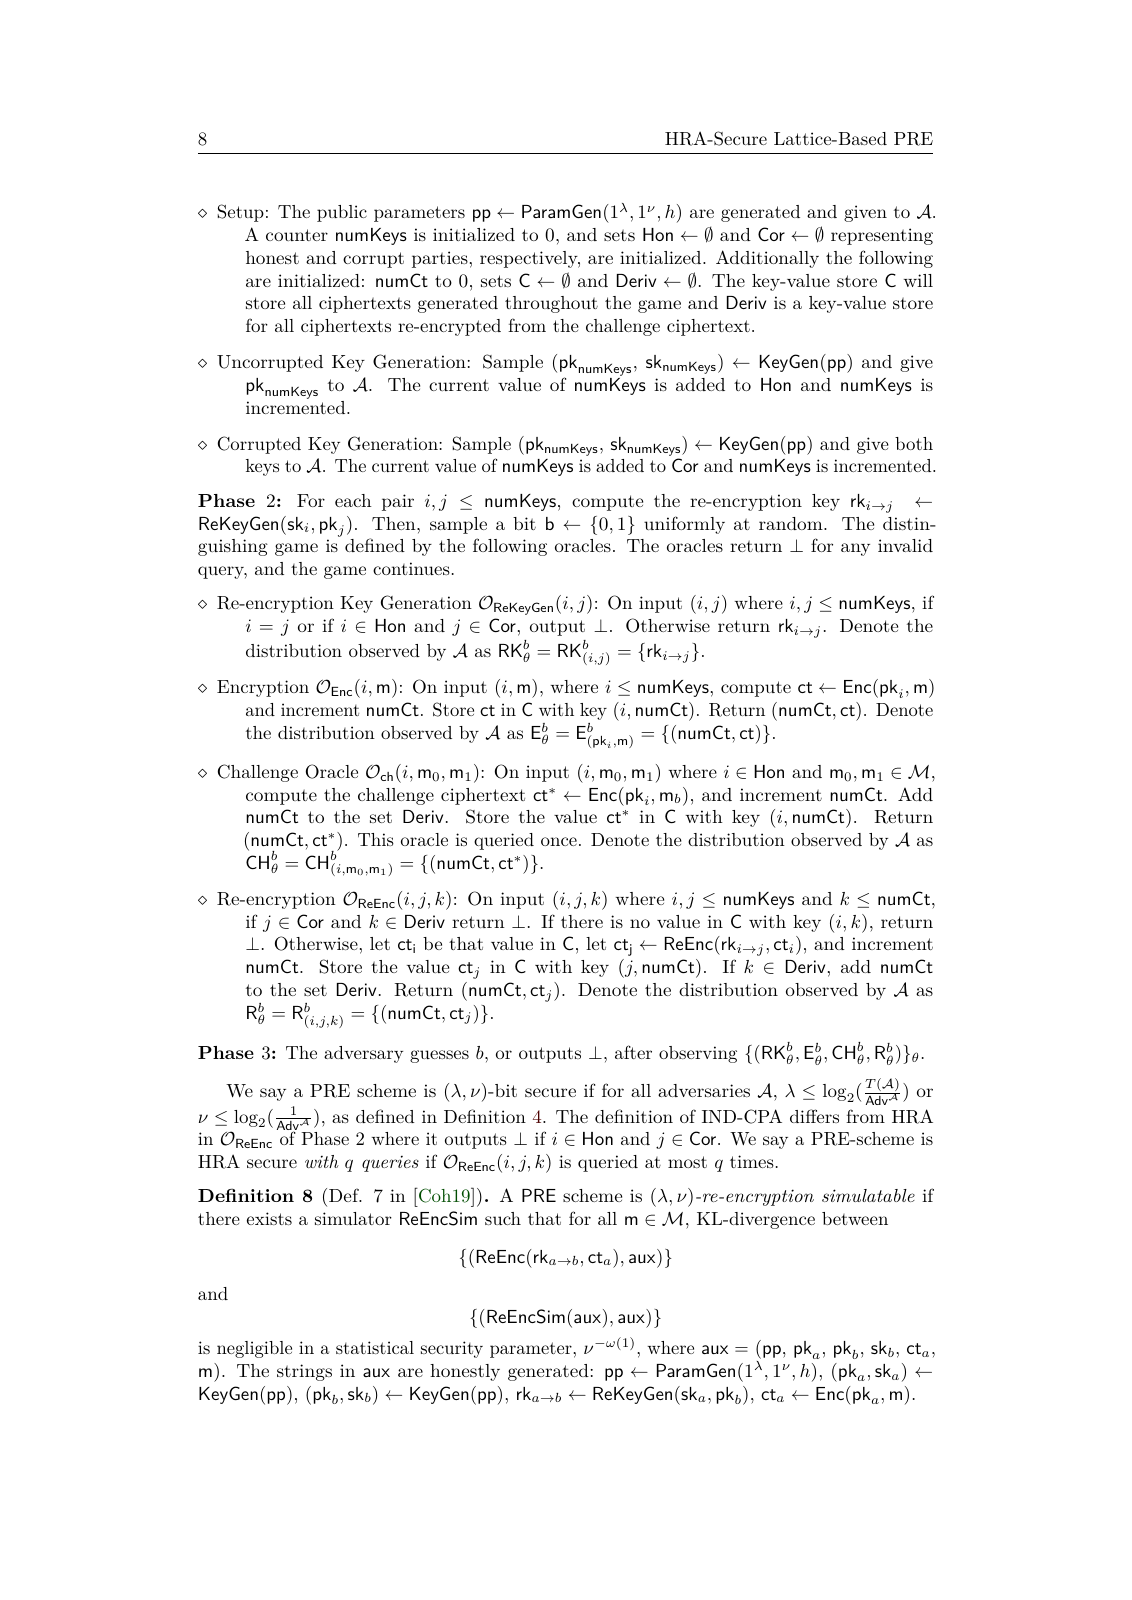 8 HRA-Secure Lattice-Based PRE
⋄ Setup: The public parameters pp ← ParamGen(1^λ, 1^ν, h) are generated and given to 𝒜.
A counter numKeys is initialized to 0, and sets Hon ← ∅ and Cor ← ∅ representing
honest and corrupt parties, respectively, are initialized. Additionally the following
are initialized: numCt to 0, sets C ← ∅ and Deriv ← ∅. The key-value store C will
store all ciphertexts generated throughout the game and Deriv is a key-value store
for all ciphertexts re-encrypted from the challenge ciphertext.
⋄ Uncorrupted Key Generation: Sample (pk_numKeys, sk_numKeys) ← KeyGen(pp) and give
pk_numKeys to 𝒜. The current value of numKeys is added to Hon and numKeys is
incremented.
⋄ Corrupted Key Generation: Sample (pk_numKeys, sk_numKeys) ← KeyGen(pp) and give both
keys to 𝒜. The current value of numKeys is added to Cor and numKeys is incremented.
Phase 2: For each pair i, j ≤ numKeys, compute the re-encryption key rk_{i→j} ←
ReKeyGen(sk_i, pk_j). Then, sample a bit b ← {0, 1} uniformly at random. The distin-
guishing game is defined by the following oracles. The oracles return ⊥ for any invalid
query, and the game continues.
⋄ Re-encryption Key Generation 𝒪_ReKeyGen(i, j): On input (i, j) where i, j ≤ numKeys, if
i = j or if i ∈ Hon and j ∈ Cor, output ⊥. Otherwise return rk_{i→j}. Denote the
distribution observed by 𝒜 as RK^b_θ = RK^b_{(i,j)} = {rk_{i→j}}.
⋄ Encryption 𝒪_Enc(i, m): On input (i, m), where i ≤ numKeys, compute ct ← Enc(pk_i, m)
and increment numCt. Store ct in C with key (i, numCt). Return (numCt, ct). Denote
the distribution observed by 𝒜 as E^b_θ = E^b_{(pk_i,m)} = {(numCt, ct)}.
⋄ Challenge Oracle 𝒪_ch(i, m_0, m_1): On input (i, m_0, m_1) where i ∈ Hon and m_0, m_1 ∈ ℳ,
compute the challenge ciphertext ct* ← Enc(pk_i, m_b), and increment numCt. Add
numCt to the set Deriv. Store the value ct* in C with key (i, numCt). Return
(numCt, ct*). This oracle is queried once. Denote the distribution observed by 𝒜 as
CH^b_θ = CH^b_{(i,m_0,m_1)} = {(numCt, ct*)}.
⋄ Re-encryption 𝒪_ReEnc(i, j, k): On input (i, j, k) where i, j ≤ numKeys and k ≤ numCt,
if j ∈ Cor and k ∈ Deriv return ⊥. If there is no value in C with key (i, k), return
⊥. Otherwise, let ct_i be that value in C, let ct_j ← ReEnc(rk_{i→j}, ct_i), and increment
numCt. Store the value ct_j in C with key (j, numCt). If k ∈ Deriv, add numCt
to the set Deriv. Return (numCt, ct_j). Denote the distribution observed by 𝒜 as
R^b_θ = R^b_{(i,j,k)} = {(numCt, ct_j)}.
Phase 3: The adversary guesses b, or outputs ⊥, after observing {(RK^b_θ, E^b_θ, CH^b_θ, R^b_θ)}_θ.
We say a PRE scheme is (λ, ν)-bit secure if for all adversaries 𝒜, λ ≤ log_2(T(𝒜)/Adv^𝒜) or
ν ≤ log_2(1/Adv^𝒜), as defined in Definition 4. The definition of IND-CPA differs from HRA
in 𝒪_ReEnc of Phase 2 where it outputs ⊥ if i ∈ Hon and j ∈ Cor. We say a PRE-scheme is
HRA secure with q queries if 𝒪_ReEnc(i, j, k) is queried at most q times.
Definition 8 (Def. 7 in [Coh19]). A PRE scheme is (λ, ν)-re-encryption simulatable if
there exists a simulator ReEncSim such that for all m ∈ ℳ, KL-divergence between
{(ReEnc(rk_{a→b}, ct_a), aux)}
and
{(ReEncSim(aux), aux)}
is negligible in a statistical security parameter, ν^{−ω(1)}, where aux = (pp, pk_a, pk_b, sk_b, ct_a,
m). The strings in aux are honestly generated: pp ← ParamGen(1^λ, 1^ν, h), (pk_a, sk_a) ←
KeyGen(pp), (pk_b, sk_b) ← KeyGen(pp), rk_{a→b} ← ReKeyGen(sk_a, pk_b), ct_a ← Enc(pk_a, m).